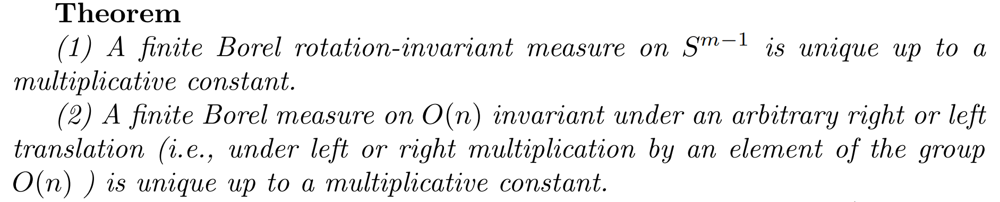 Theorem
(1) A finite Borel rotation-invariant measure on $S^{m-1}$ is unique up to a
multiplicative constant.
(2) A finite Borel measure on $O(n)$ invariant under an arbitrary right or left
translation (i.e., under left or right multiplication by an element of the group
$O(n)$ ) is unique up to a multiplicative constant.